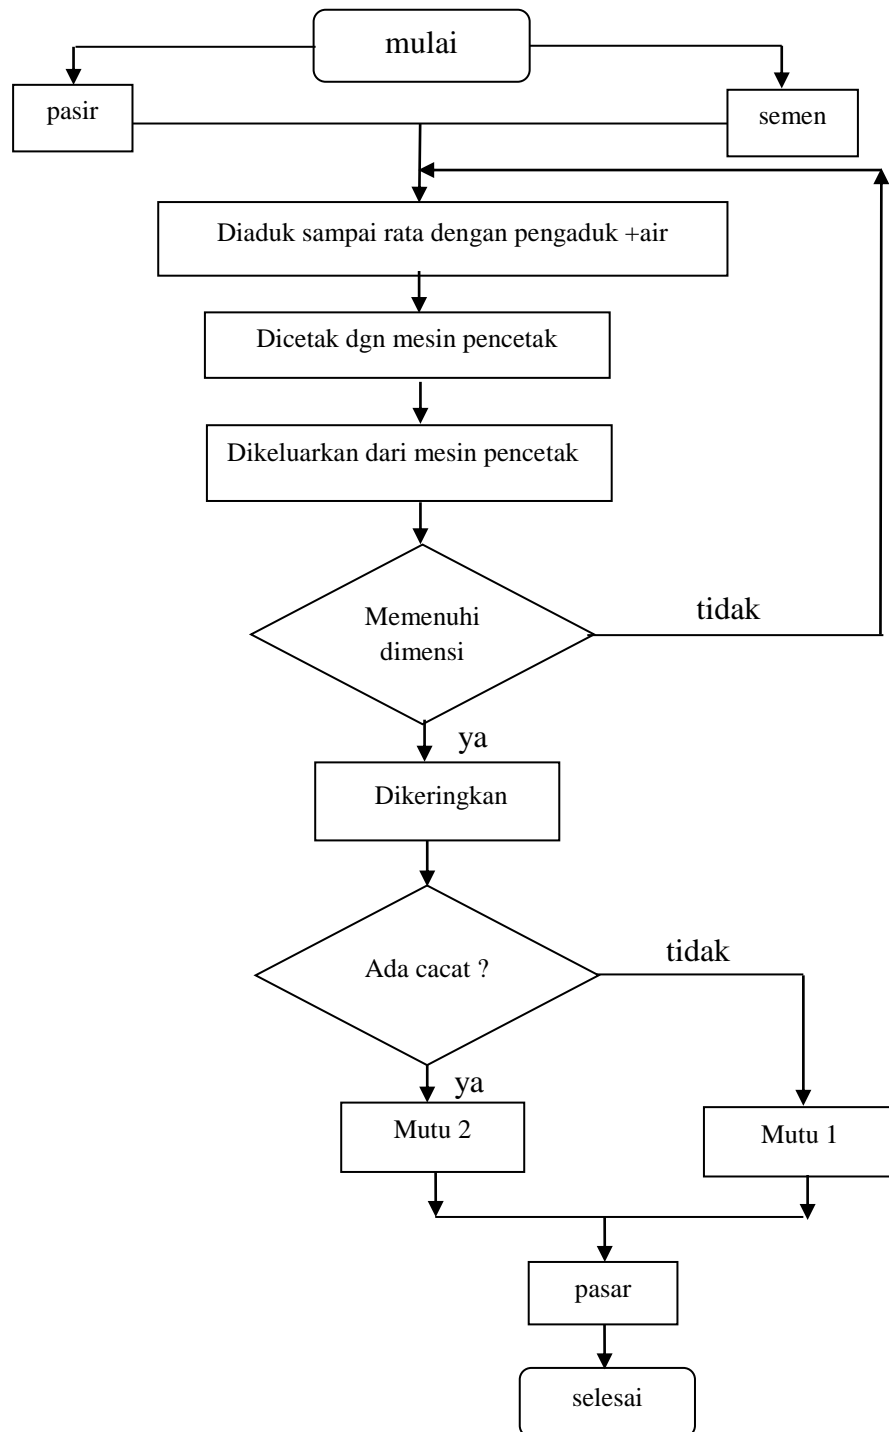 mulai
pasir
semen
Diaduk sampai rata dengan pengaduk +air
Dicetak dgn mesin pencetak
Dikeluarkan dari mesin pencetak
Memenuhi
dimensi
tidak
ya
Dikeringkan
Ada cacat ?
tidak
ya
Mutu 2
Mutu 1
pasar
selesai